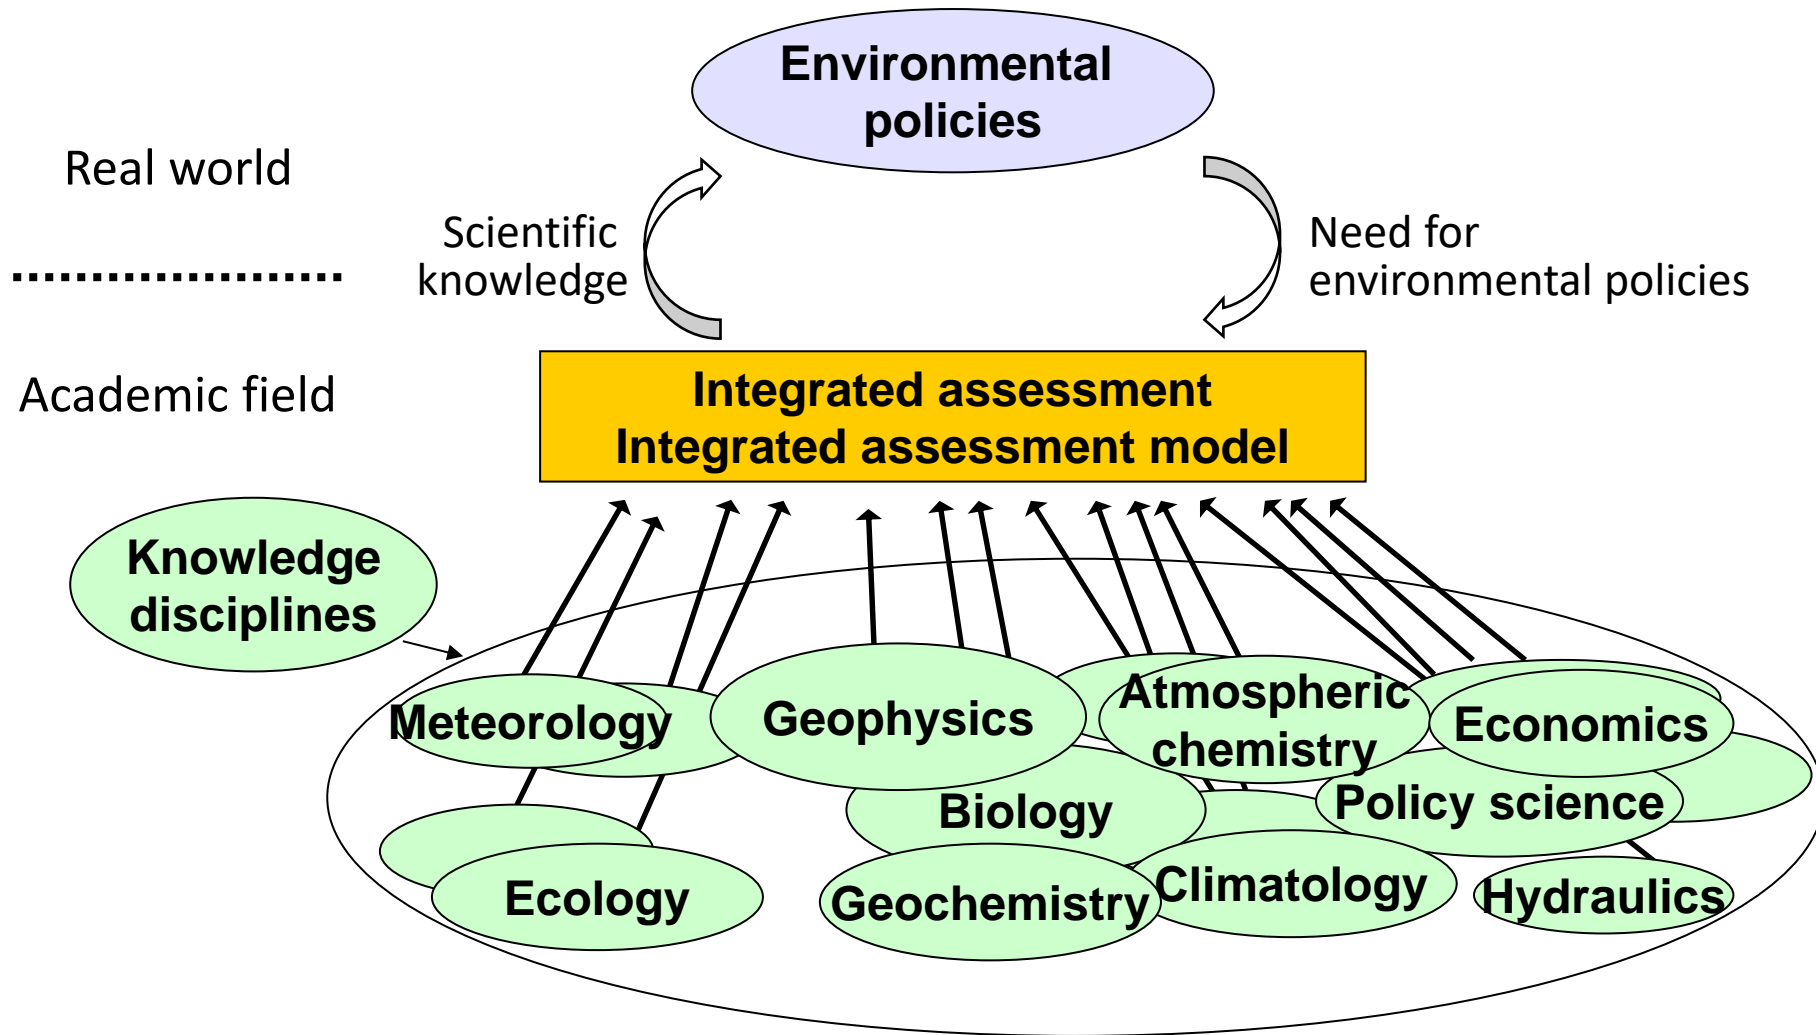 Environmental
policies
Real world
Scientific
knowledge
Need for
environmental policies
Academic field
Integrated assessment
Integrated assessment model
Knowledge
disciplines
Meteorology
Geophysics
Atmospheric
chemistry
Economics
Biology
Policy science
Ecology
Geochemistry
Climatology
Hydraulics